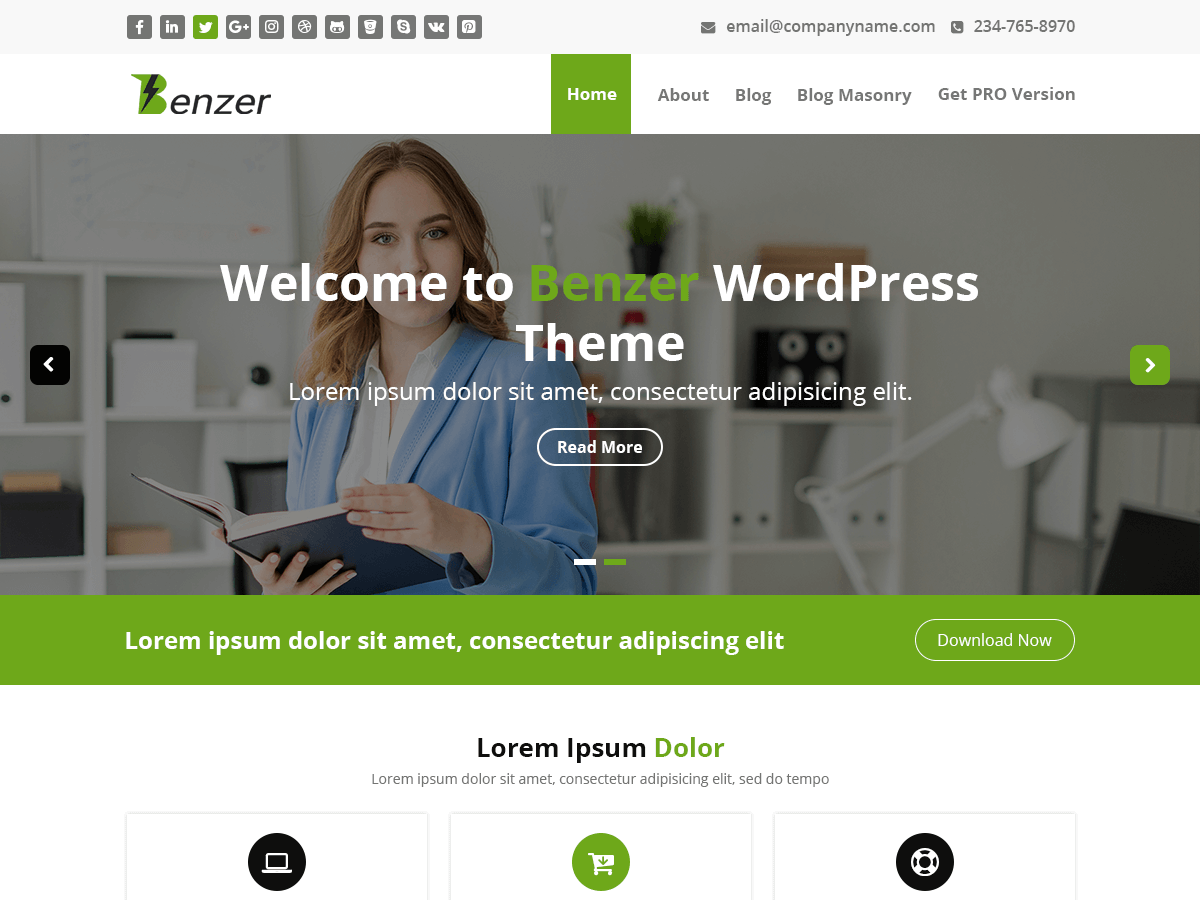 email@companyname.com 234-765-8970
Benzer
Home About Blog Blog Masonry Get PRO Version
Welcome to Benzer WordPress
Theme
Lorem ipsum dolor sit amet, consectetur adipisicing elit.
Read More
Lorem ipsum dolor sit amet, consectetur adipiscing elit
Download Now
Lorem Ipsum Dolor
Lorem ipsum dolor sit amet, consectetur adipisicing elit, sed do tempo